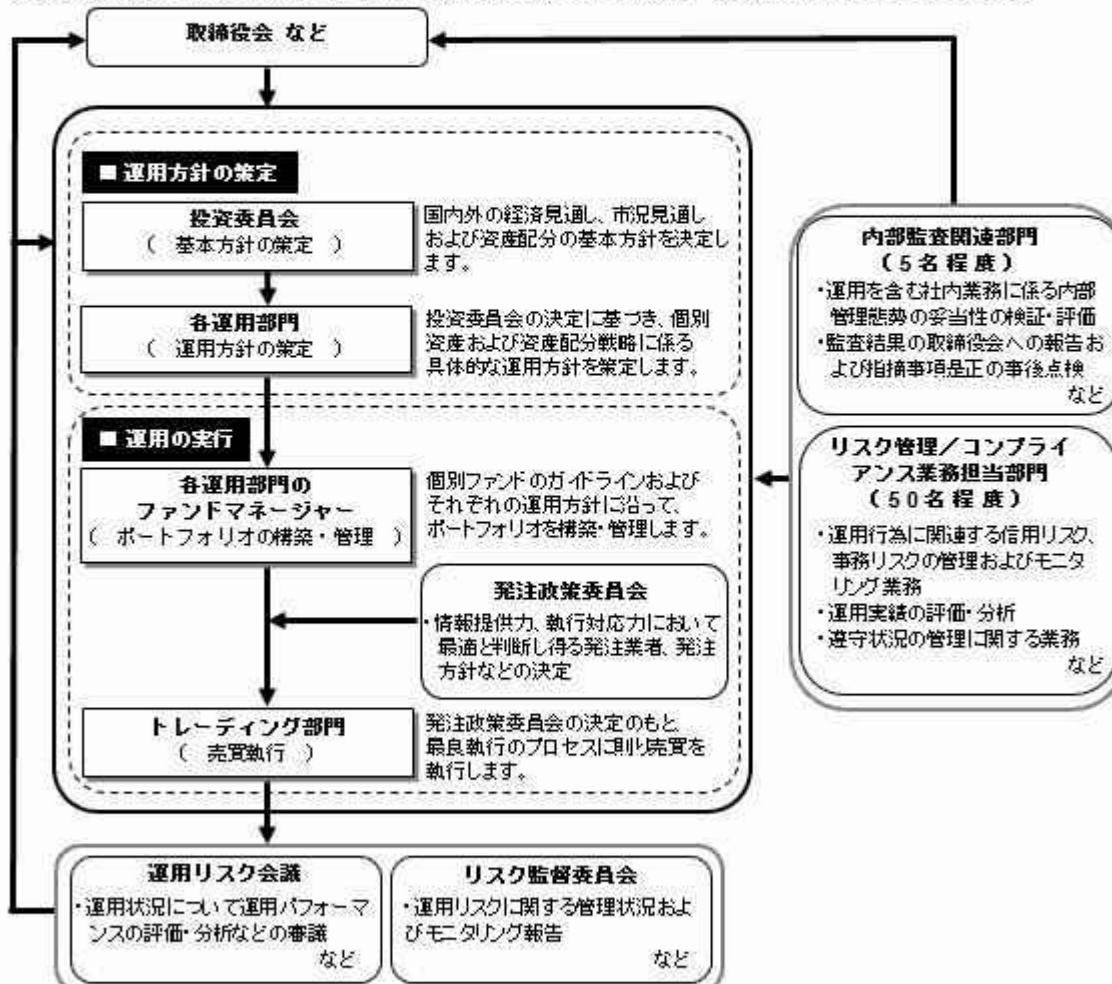 取締役会 など
■ 運用方針の策定
投資委員会
( 基本方針の策定 )
国内外の経済見通し、市況見通し
および資産配分の基本方針を決定し
ます。
各運用部門
( 運用方針の策定 )
投資委員会の決定に基づき、個別
資産および資産配分戦略に係る
具体的な運用方針を策定します。
■ 運用の実行
各運用部門の
ファンドマネージャー
( ポートフォリオの構築・管理 )
個別ファンドのガイドラインおよび
それぞれの運用方針に沿って、
ポートフォリオを構築・管理します。
発注政策委員会
・情報提供力、執行対応力において
最適と判断し得る発注業者、発注
方針などの決定
トレーディング部門
( 売買執行 )
発注政策委員会の決定のもと、
最良執行のプロセスに則り売買を
執行します。
内部監査関連部門
(5名程度)
・運用を含む社内業務に係る内部
管理態勢の妥当性の検証・評価
・監査結果の取締役会への報告お
よび指摘事項是正の事後点検
など
リスク管理/コンプライ
アンス業務担当部門
(50名程度)
・運用行為に関連する信用リスク、
事務リスクの管理およびモニタ
リング業務
・運用実績の評価・分析
・遵守状況の管理に関する業務
など
運用リスク会議
・運用状況について運用パフォーマ
ンスの評価・分析などの審議
など
リスク監督委員会
・運用リスクに関する管理状況およ
びモニタリング報告
など